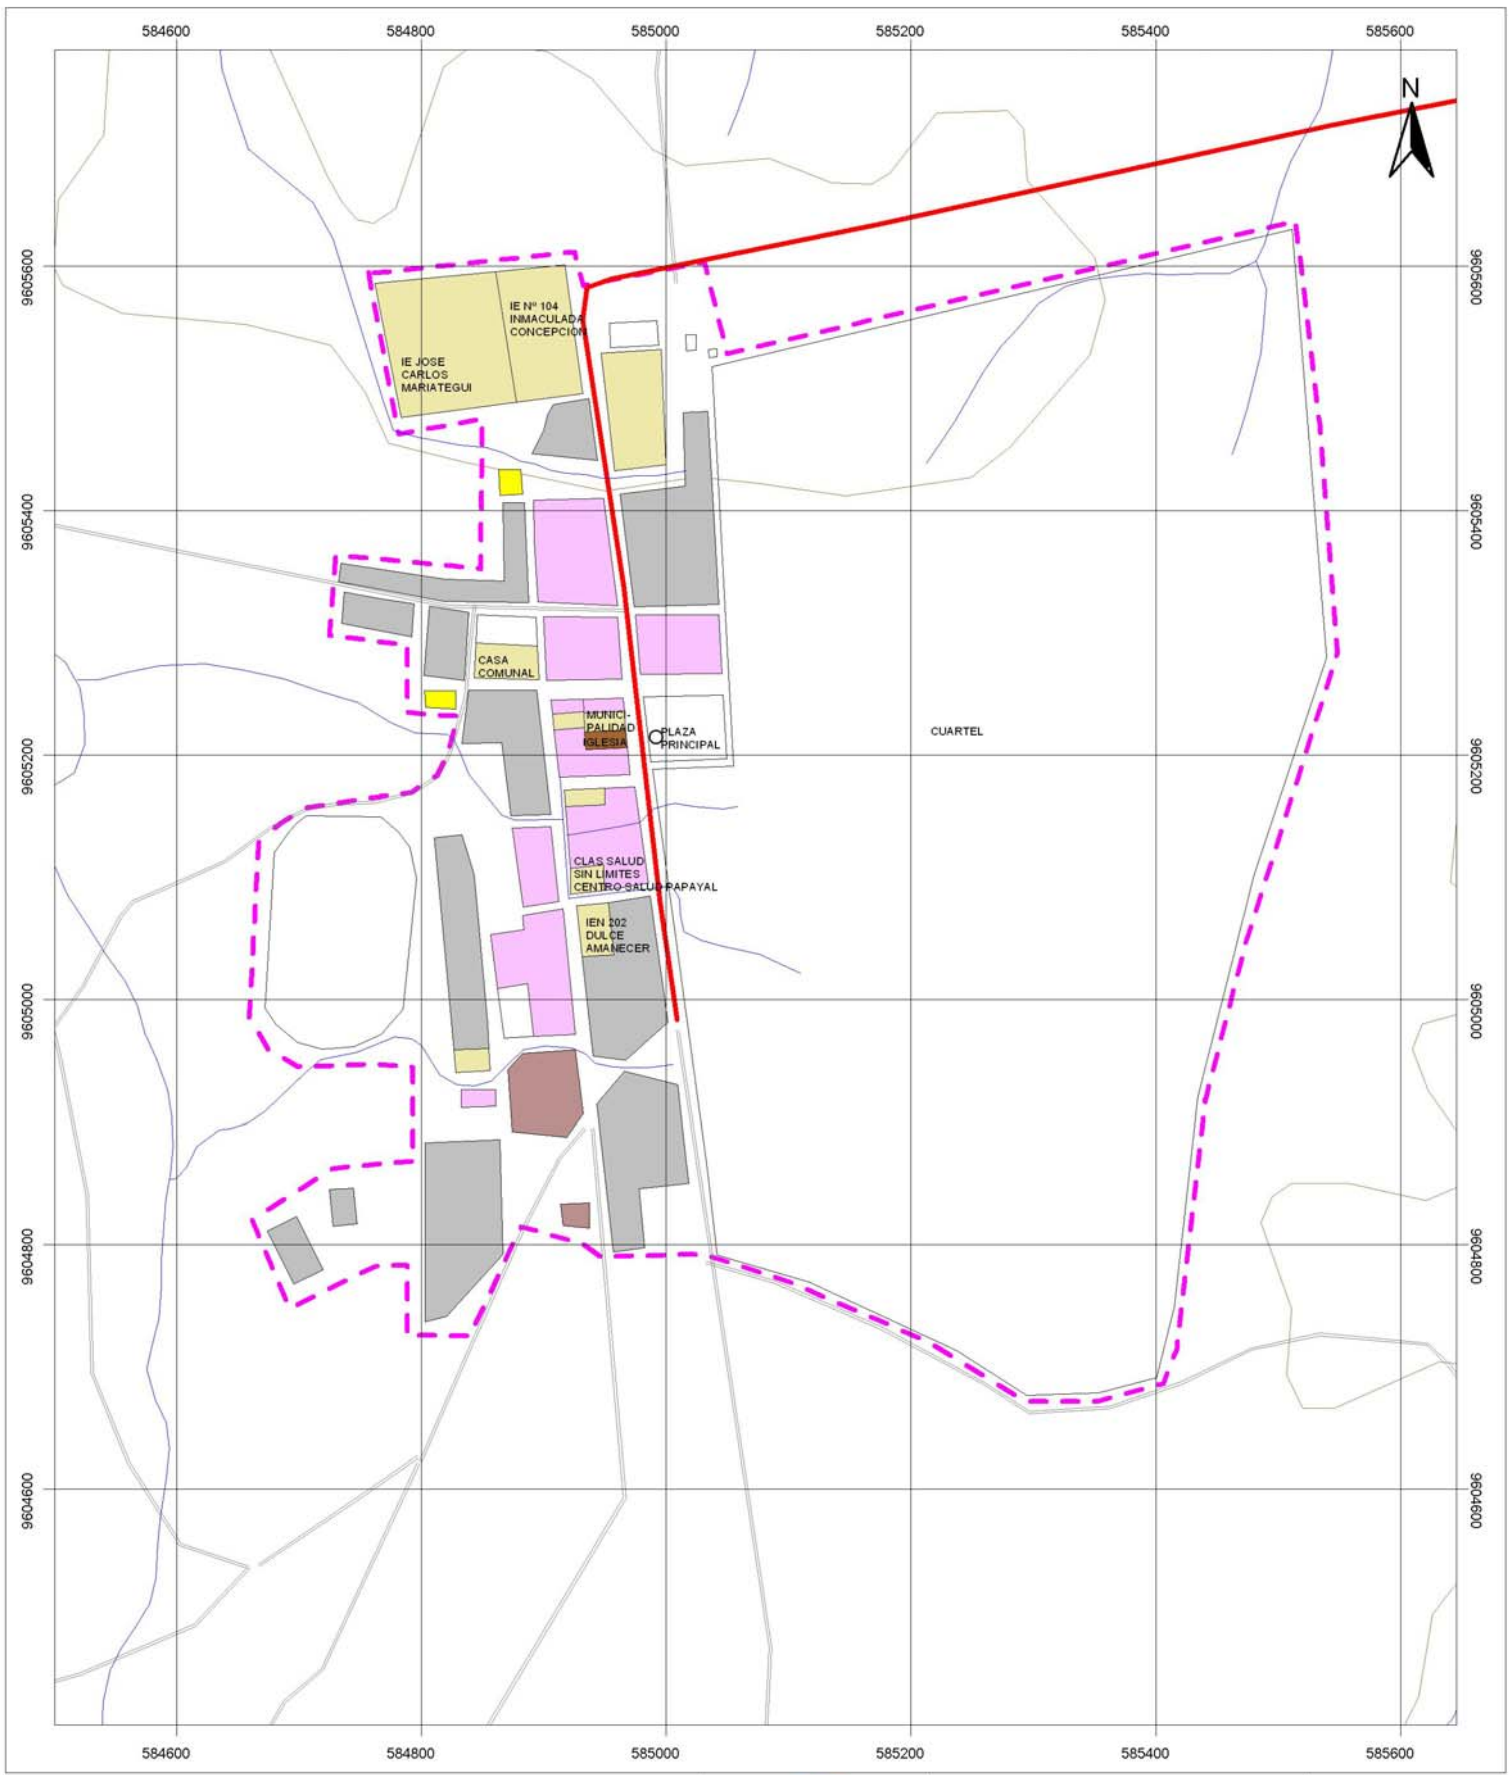 584600
584800
585000
585200
585400
585600
N
9605600
9605600
IE Nº 104
INMACULADA
CONCEPCION
IE JOSE
CARLOS
MARIATEGUI
9605400
9605400
CASA
COMUNAL
MUNICI-
PALIDAD
IGLESIA
PLAZA
PRINCIPAL
CUARTEL
9605200
9605200
CLAS SALUD
SIN LIMITES
CENTRO SALUD PAPAYAL
IEN 202
DULCE
AMANECER
9605000
9605000
9604800
9604800
9604600
9604600
584600
584800
585000
585200
585400
585600